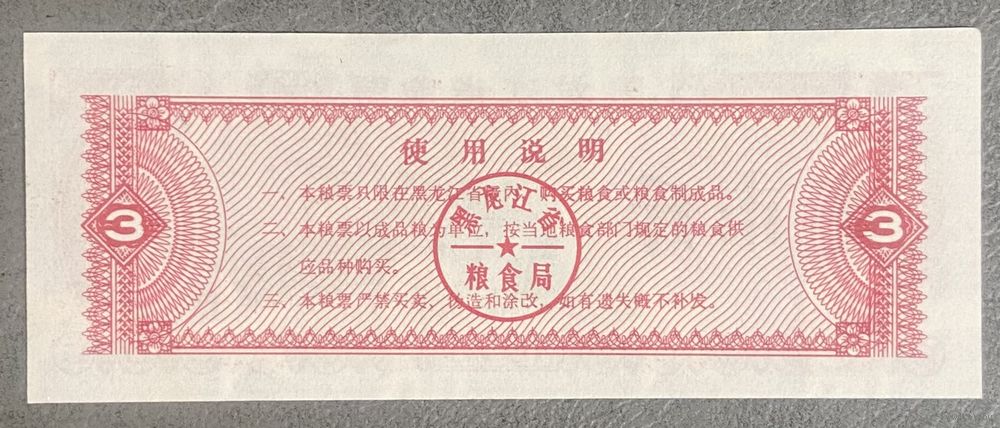 使用说明
一、本粮票只限在黑龙江省 内，购买粮食或粮食制成品。
二、本粮票以成品粮为单位，按当地粮食部门规定的粮食供
应品种购买。
三、本粮票严禁买卖、 造和涂改，如有遗失概不补发。
黑龙江省
粮食局
3
3